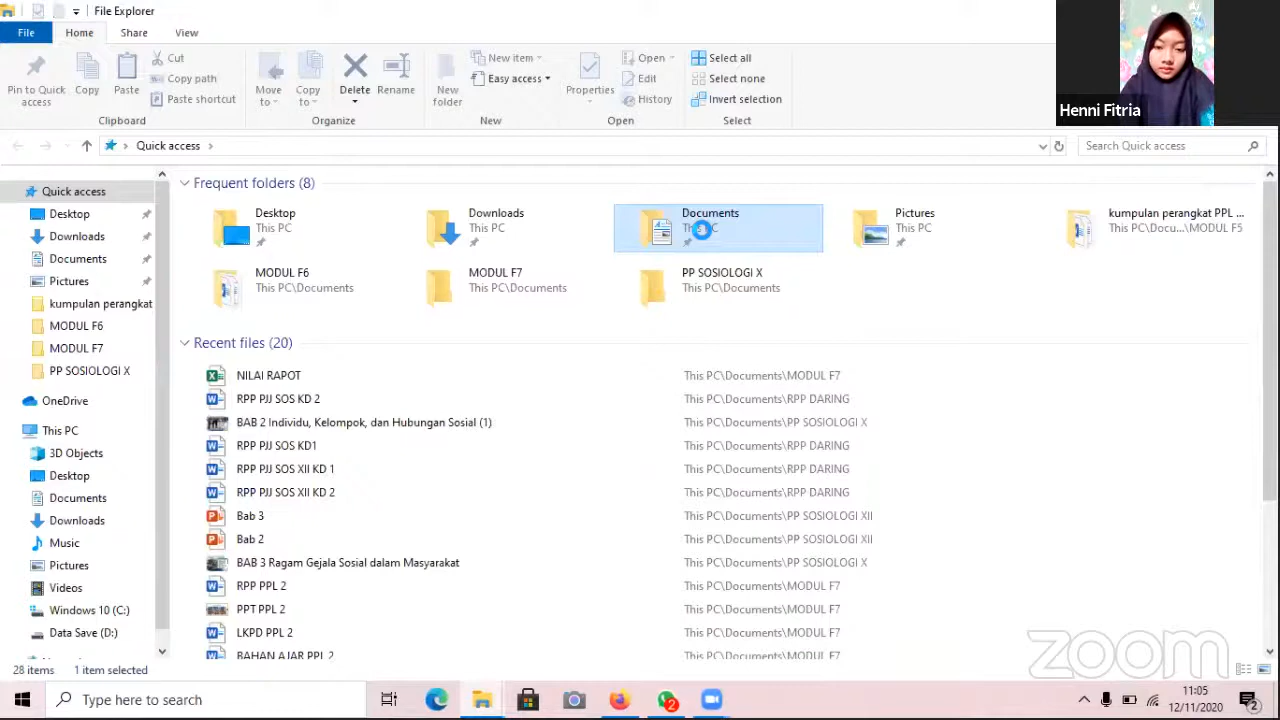 File Explorer
File Home Share View
Pin to Quick access
Copy
Paste
Cut
Copy path
Paste shortcut
Clipboard
Move to
Copy to
Delete
Rename
Organize
New folder
New item
Easy access
New
Properties
Open
Edit
History
Open
Select all
Select none
Invert selection
Select
Henni Fitria
Quick access
Search Quick access
Quick access
Desktop
Downloads
Documents
Pictures
kumpulan perangkat
MODUL F6
MODUL F7
PP SOSIOLOGI X
OneDrive
This PC
3D Objects
Desktop
Documents
Downloads
Music
Pictures
Videos
Windows 10 (C:)
Data Save (D:)
Frequent folders (8)
Desktop
This PC
Downloads
This PC
Documents
Pictures
This PC
kumpulan perangkat PPL ...
This PC\Docu...\MODUL F5
MODUL F6
This PC\Documents
MODUL F7
This PC\Documents
PP SOSIOLOGI X
This PC\Documents
Recent files (20)
NILAI RAPOT This PC\Documents\MODUL F7
RPP PJJ SOS KD 2 This PC\Documents\RPP DARING
BAB 2 Individu, Kelompok, dan Hubungan Sosial (1) This PC\Documents\PP SOSIOLOGI X
RPP PJJ SOS KD1 This PC\Documents\RPP DARING
RPP PJJ SOS XII KD 1 This PC\Documents\RPP DARING
RPP PJJ SOS XII KD 2 This PC\Documents\RPP DARING
Bab 3 This PC\Documents\PP SOSIOLOGI XII
Bab 2 This PC\Documents\PP SOSIOLOGI XII
BAB 3 Ragam Gejala Sosial dalam Masyarakat This PC\Documents\PP SOSIOLOGI X
RPP PPL 2 This PC\Documents\MODUL F7
PPT PPL 2 This PC\Documents\MODUL F7
LKPD PPL 2 This PC\Documents\MODUL F7
BAHAN AJAR PPL 2 This PC\Documents\MODUL F7
zoom
28 items 1 item selected
Type here to search
2
11:05
12/11/2020
2